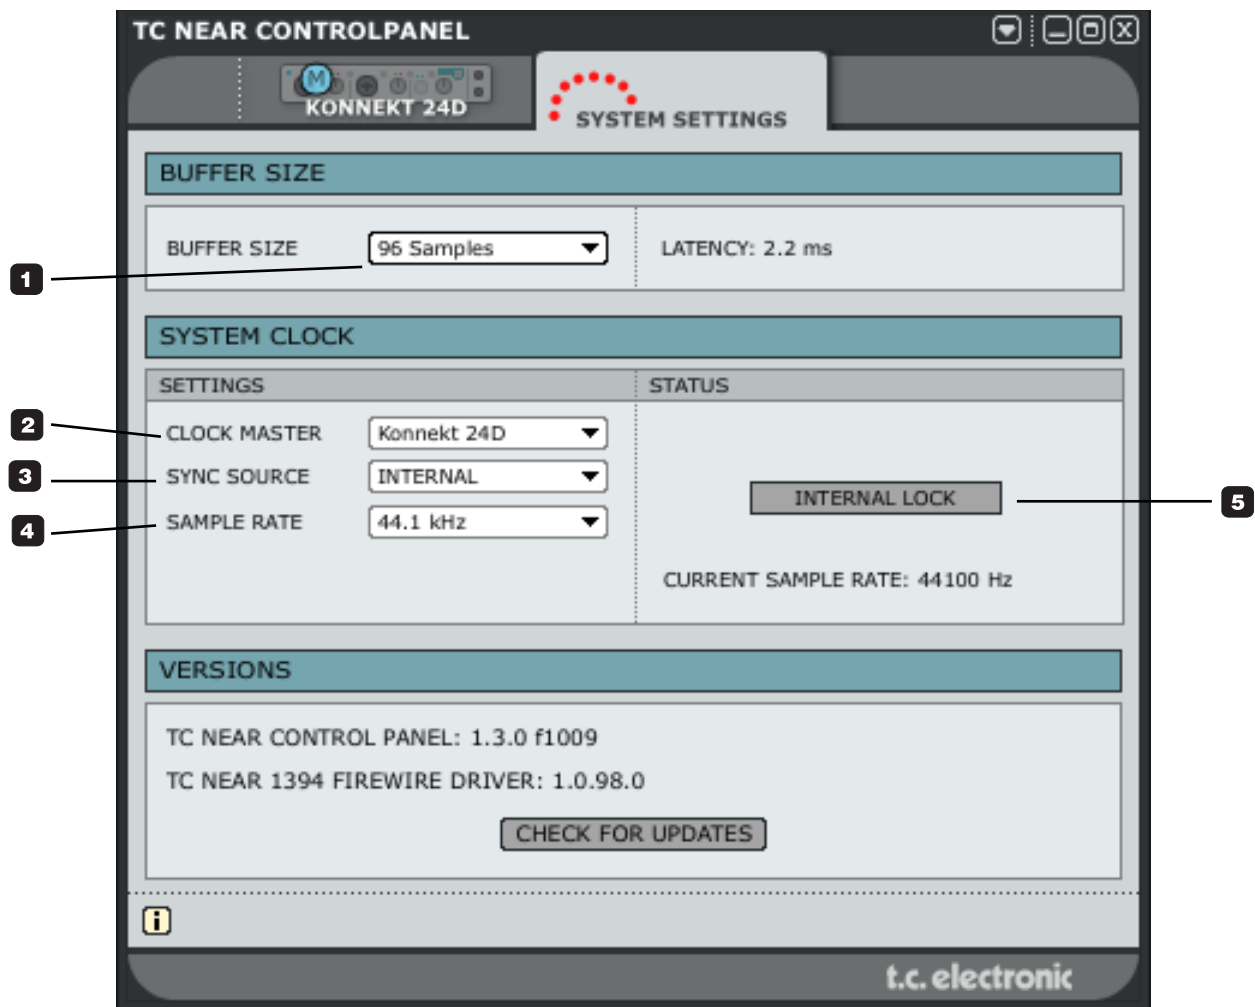 TC NEAR CONTROLPANEL
M
KONNEKT 24D
SYSTEM SETTINGS
BUFFER SIZE
BUFFER SIZE 96 Samples LATENCY: 2.2 ms
1
SYSTEM CLOCK
SETTINGS STATUS
2 CLOCK MASTER Konnekt 24D
3 SYNC SOURCE INTERNAL
INTERNAL LOCK 5
4 SAMPLE RATE 44.1 kHz
CURRENT SAMPLE RATE: 44100 Hz
VERSIONS
TC NEAR CONTROL PANEL: 1.3.0 f1009
TC NEAR 1394 FIREWIRE DRIVER: 1.0.98.0
CHECK FOR UPDATES
i
t.c. electronic